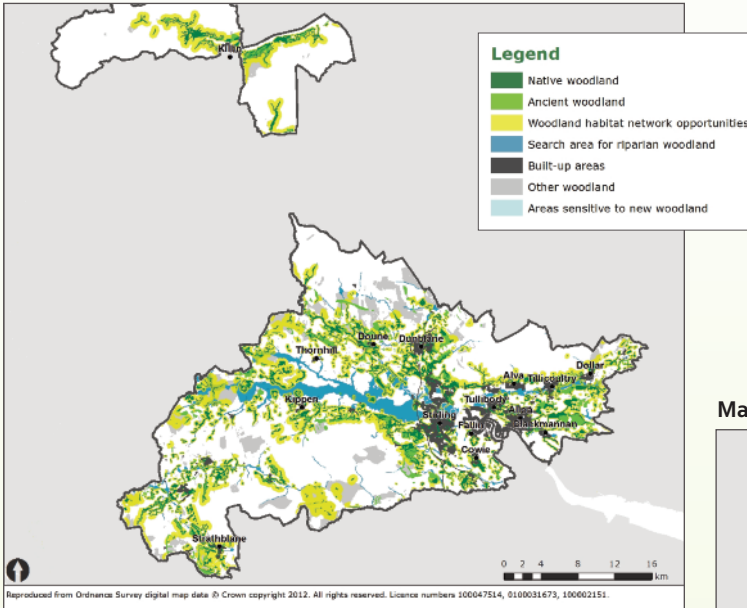 Killin
Legend
Native woodland
Ancient woodland
Woodland habitat network opportunities
Search area for riparian woodland
Built-up areas
Other woodland
Areas sensitive to new woodland
Doune
Dunblane
Thornhill
Dollar
Alva
Tillicoultry
Kippen
Tullibody
Alloa
Stirling
Fallin
Clackmannan
Cowie
Ma
Strathblane
0 2 4 8 12 16
km
Reproduced from Ordnance Survey digital map data © Crown copyright 2012. All rights reserved. Licence numbers 100047514, 0100031673, 100002151.